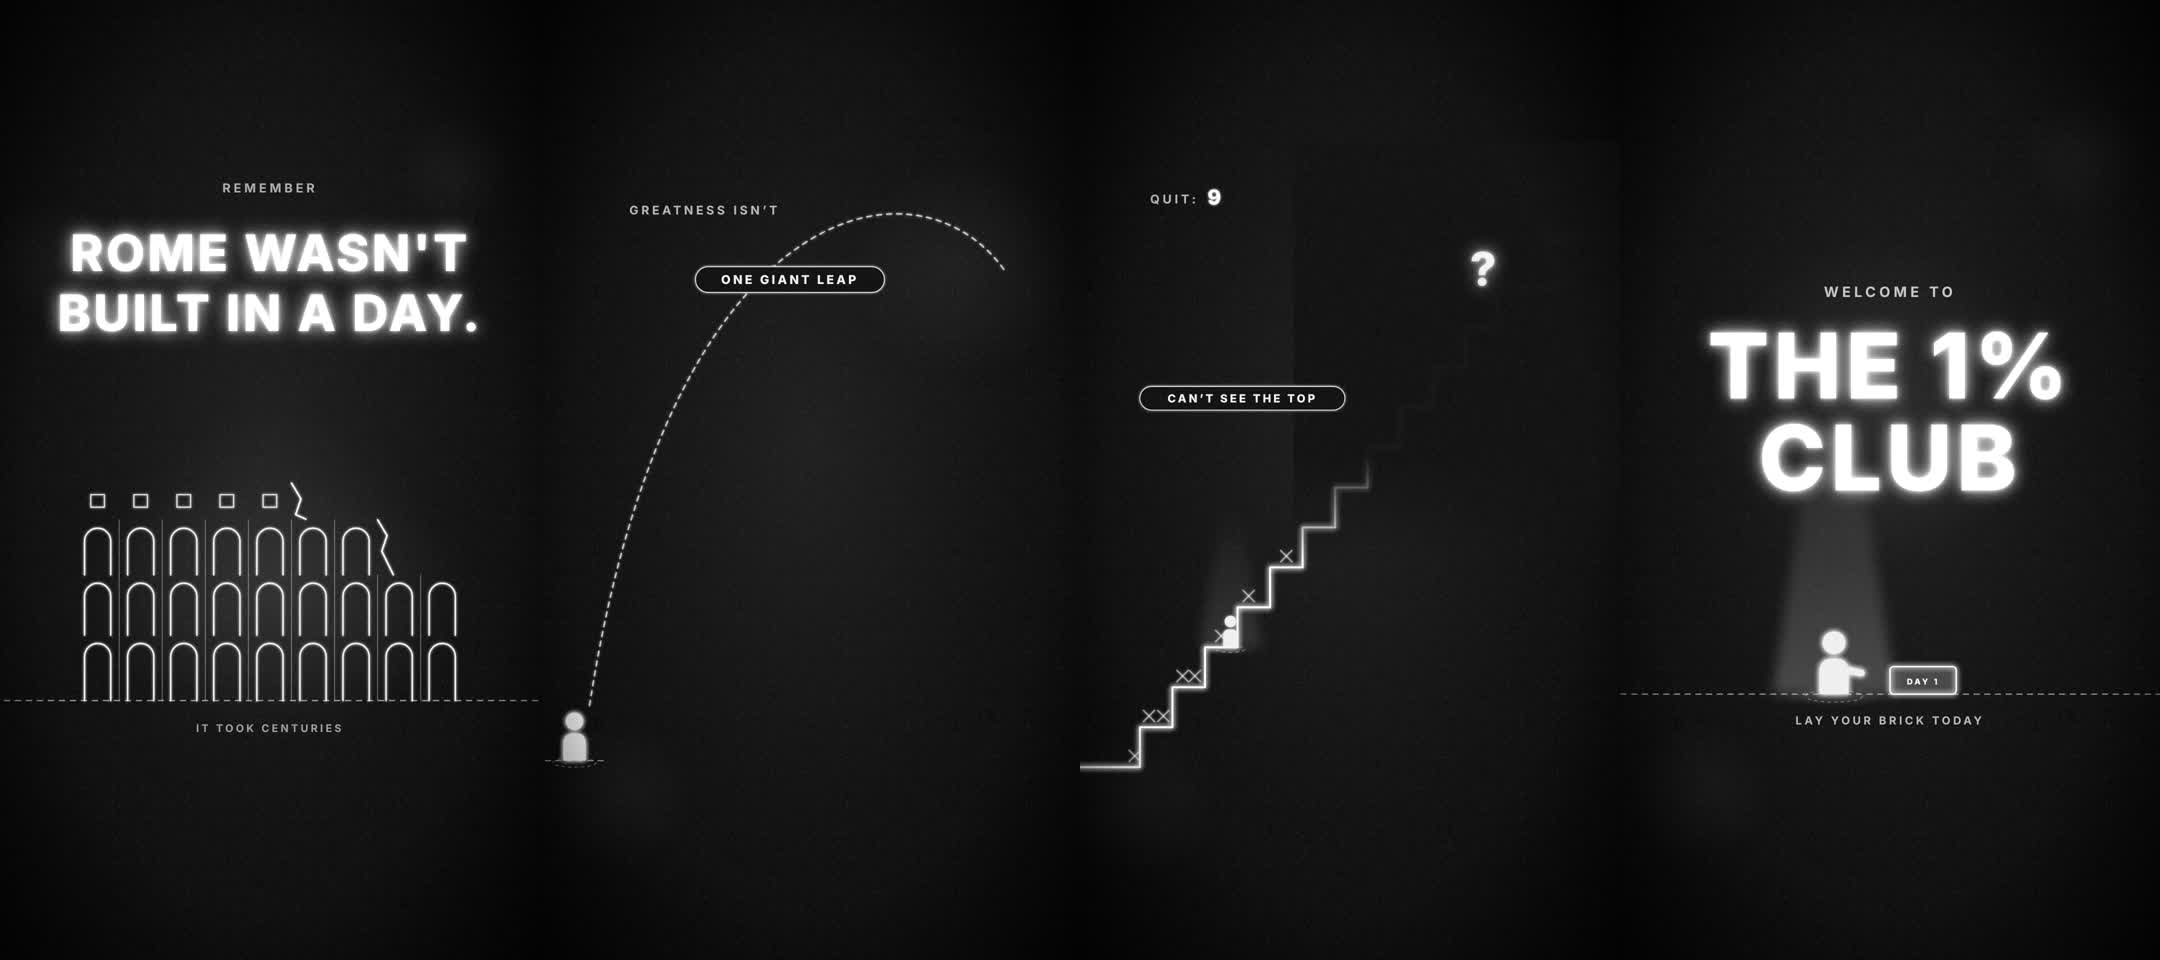 REMEMBER
ROME WASN'T
BUILT IN A DAY.
IT TOOK CENTURIES
GREATNESS ISN’T
ONE GIANT LEAP
QUIT: 9
?
CAN’T SEE THE TOP
WELCOME TO
THE 1%
CLUB
DAY 1
LAY YOUR BRICK TODAY